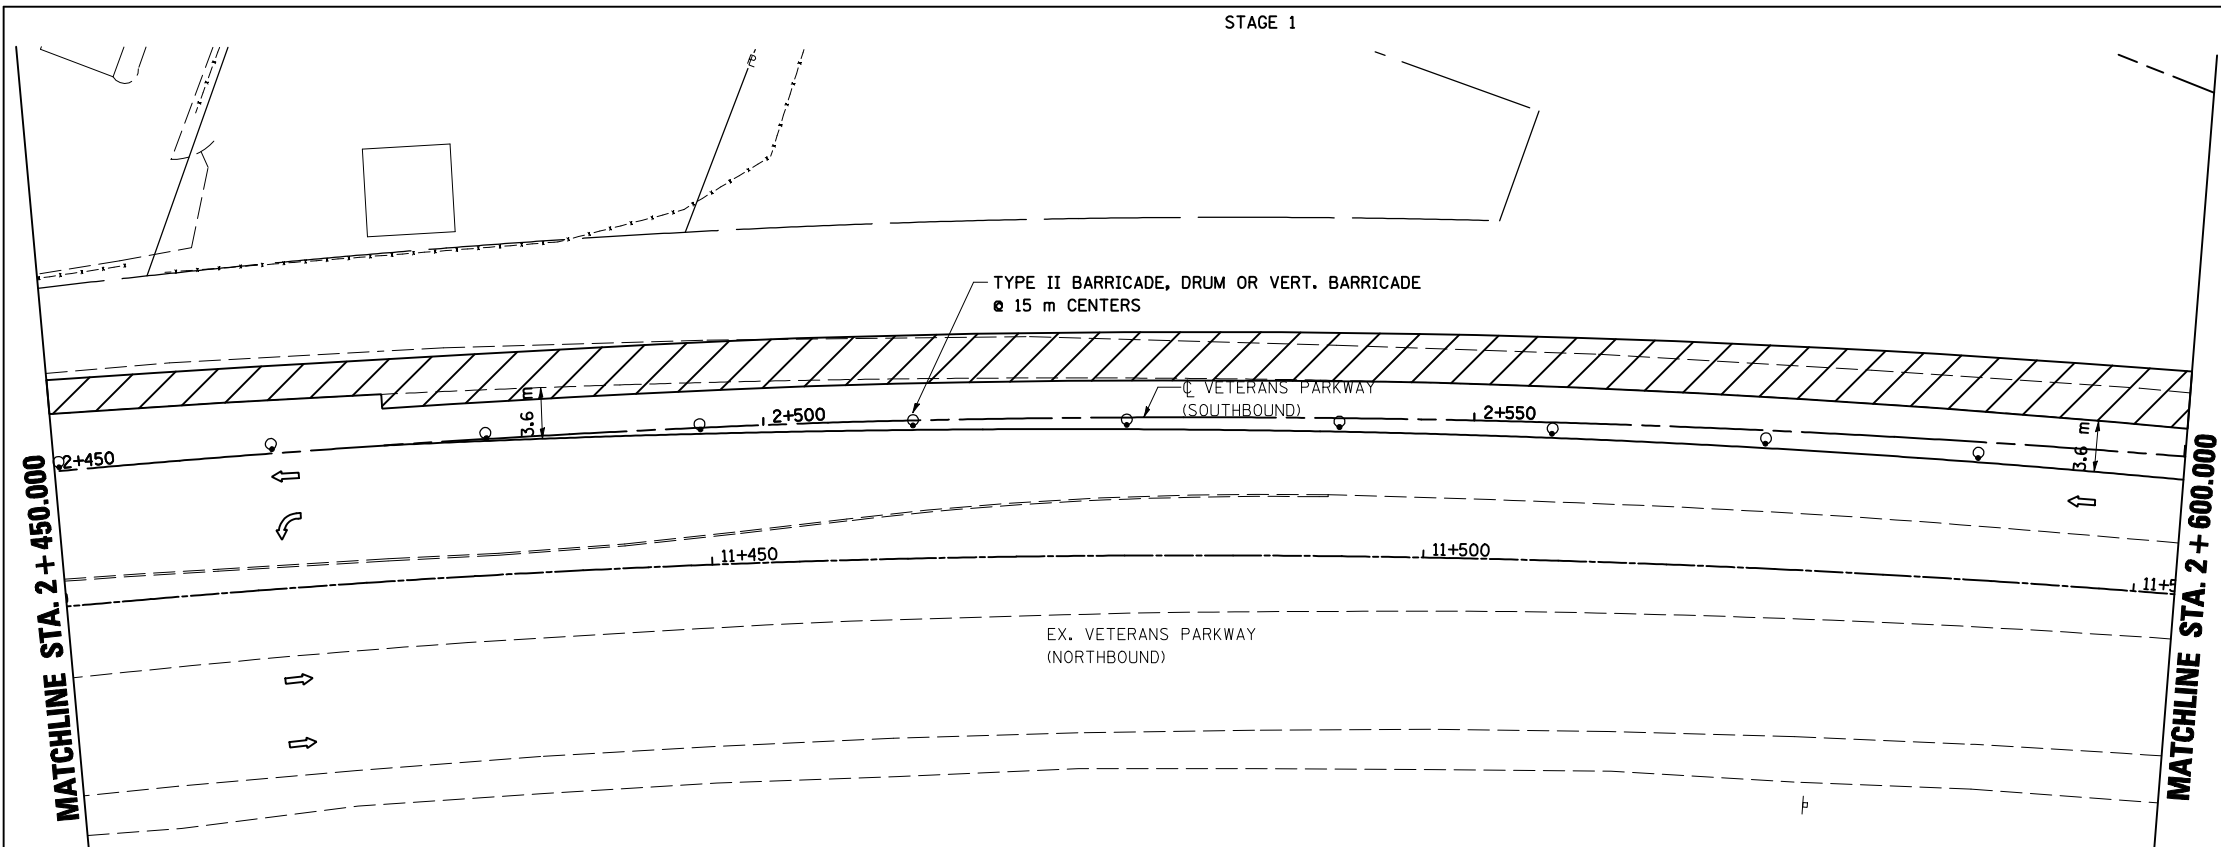 STAGE 1
TYPE II BARRICADE, DRUM OR VERT. BARRICADE
@ 15 m CENTERS
℄ VETERANS PARKWAY
(SOUTHBOUND)
3.6 m
2+500
2+550
2+450
3.6 m
11+450
11+500
11+5
EX. VETERANS PARKWAY
(NORTHBOUND)
MATCHLINE STA. 2+450.000
MATCHLINE STA. 2+600.000